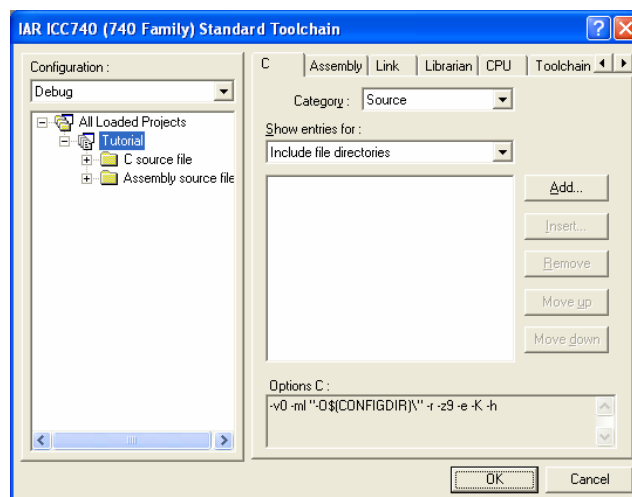 IAR ICC740 (740 Family) Standard Toolchain
Configuration :
Debug
All Loaded Projects
Tutorial
C source file
Assembly source file
C
Assembly
Link
Librarian
CPU
Toolchain
Category : Source
Show entries for :
Include file directories
Add...
Insert...
Remove
Move up
Move down
Options C :
-v0 -ml "-O$(CONFIGDIR)\" -r -z9 -e -K -h
OK
Cancel